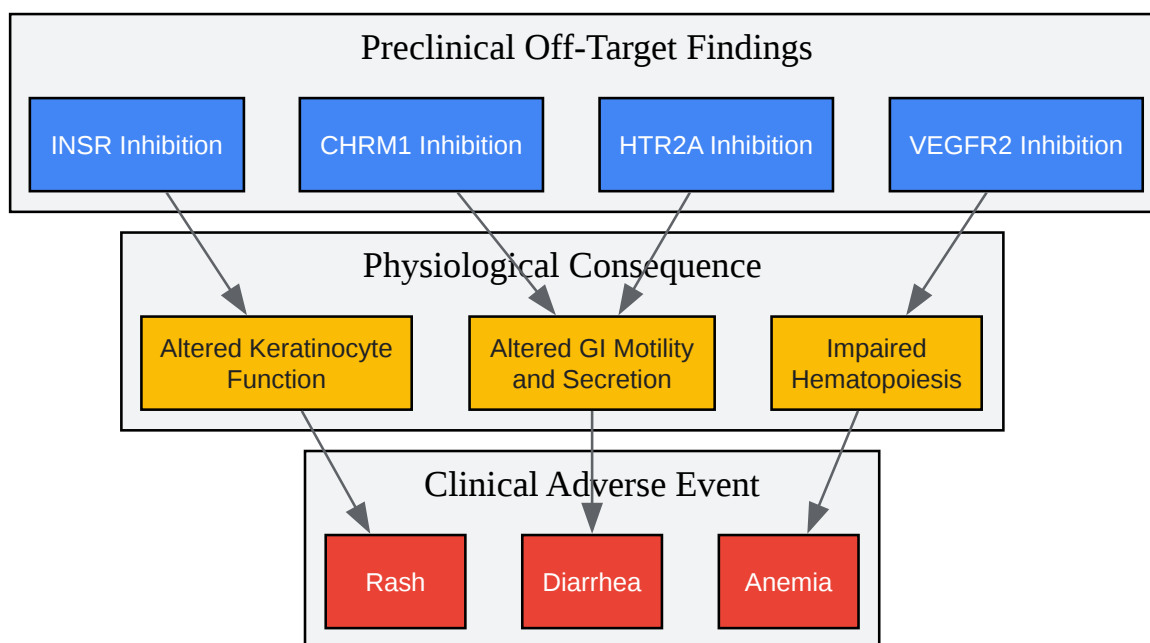 Preclinical Off-Target Findings
INSR Inhibition
CHRM1 Inhibition
HTR2A Inhibition
VEGFR2 Inhibition
Physiological Consequence
Altered Keratinocyte
Function
Altered GI Motility
and Secretion
Impaired
Hematopoiesis
Clinical Adverse Event
Rash
Diarrhea
Anemia